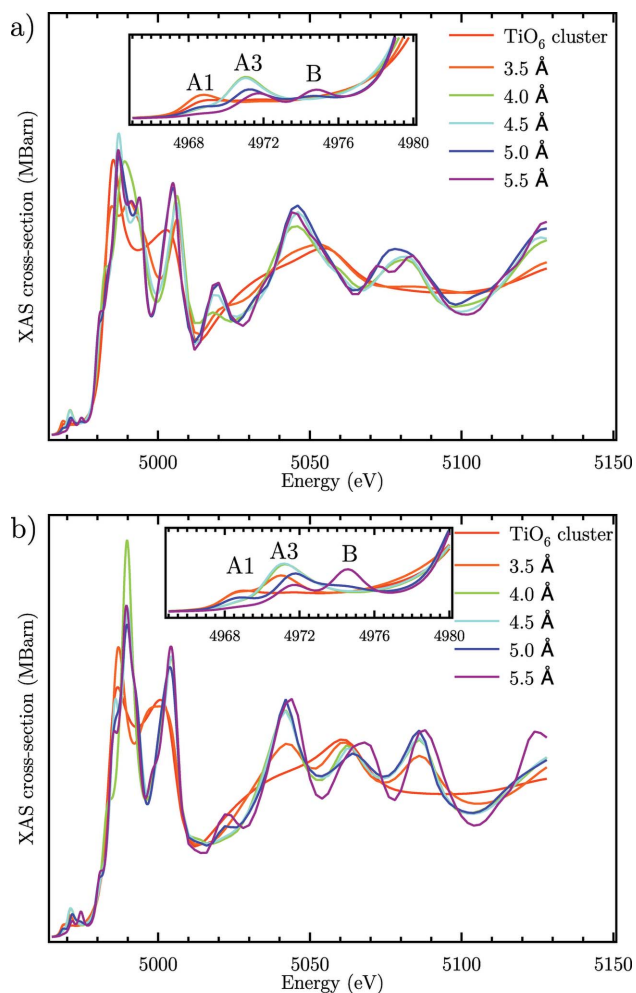 a)
TiO6 cluster
3.5 Å
4.0 Å
4.5 Å
5.0 Å
5.5 Å
A1
A3
B
4968
4972
4976
4980
XAS cross-section (MBarn)
5000
5050
5100
5150
Energy (eV)
b)
TiO6 cluster
3.5 Å
4.0 Å
4.5 Å
5.0 Å
5.5 Å
A1
A3
B
4968
4972
4976
4980
XAS cross-section (MBarn)
5000
5050
5100
5150
Energy (eV)